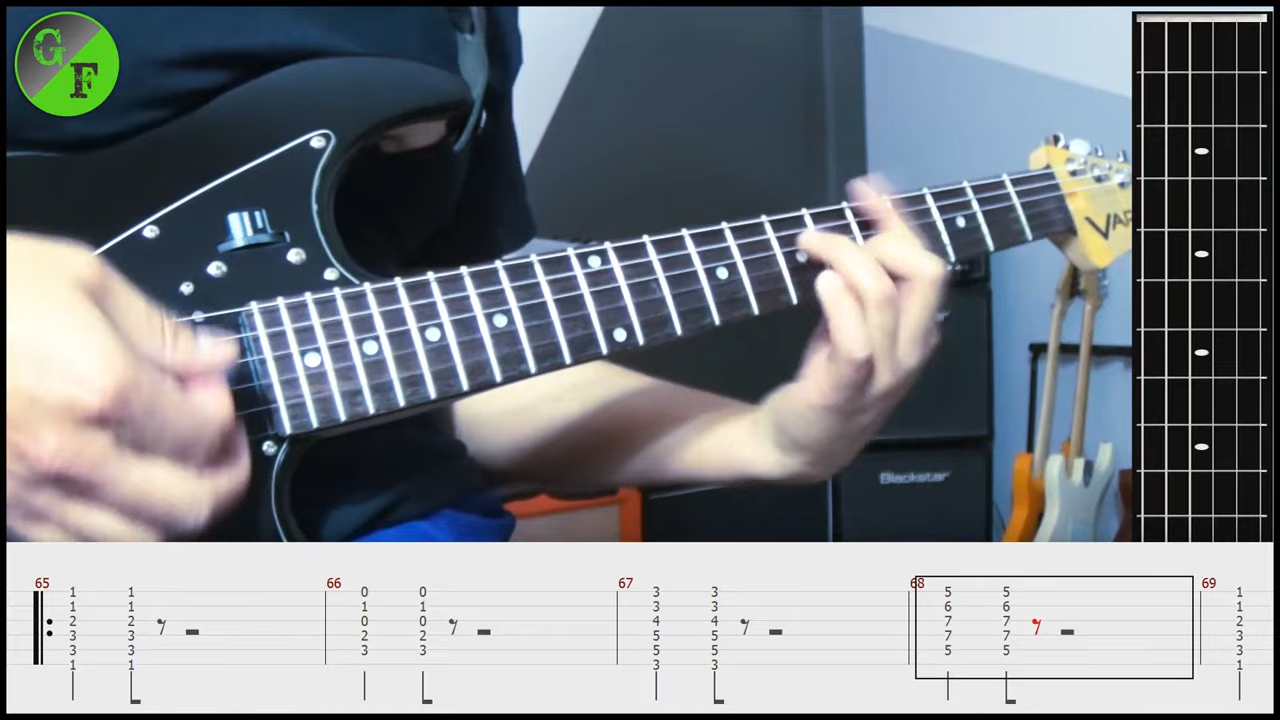 G
F
VAR
Blackstar
65 66 67 68 69
1 1 0 0 3 3 5 5 1
1 1 1 1 3 3 6 6 1
2 2 0 0 4 4 7 7 2
3 3 2 2 5 5 7 7 3
3 3 3 3 5 5 5 5 3
1 1 3 3 1